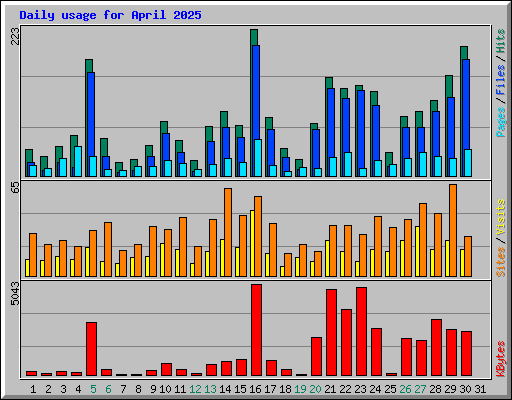 Daily usage for April 2025
223
Pages / Files / Hits
65
Sites / Visits
5043
KBytes
1 2 3 4 5 6 7 8 9 10 11 12 13 14 15 16 17 18 19 20 21 22 23 24 25 26 27 28 29 30 31